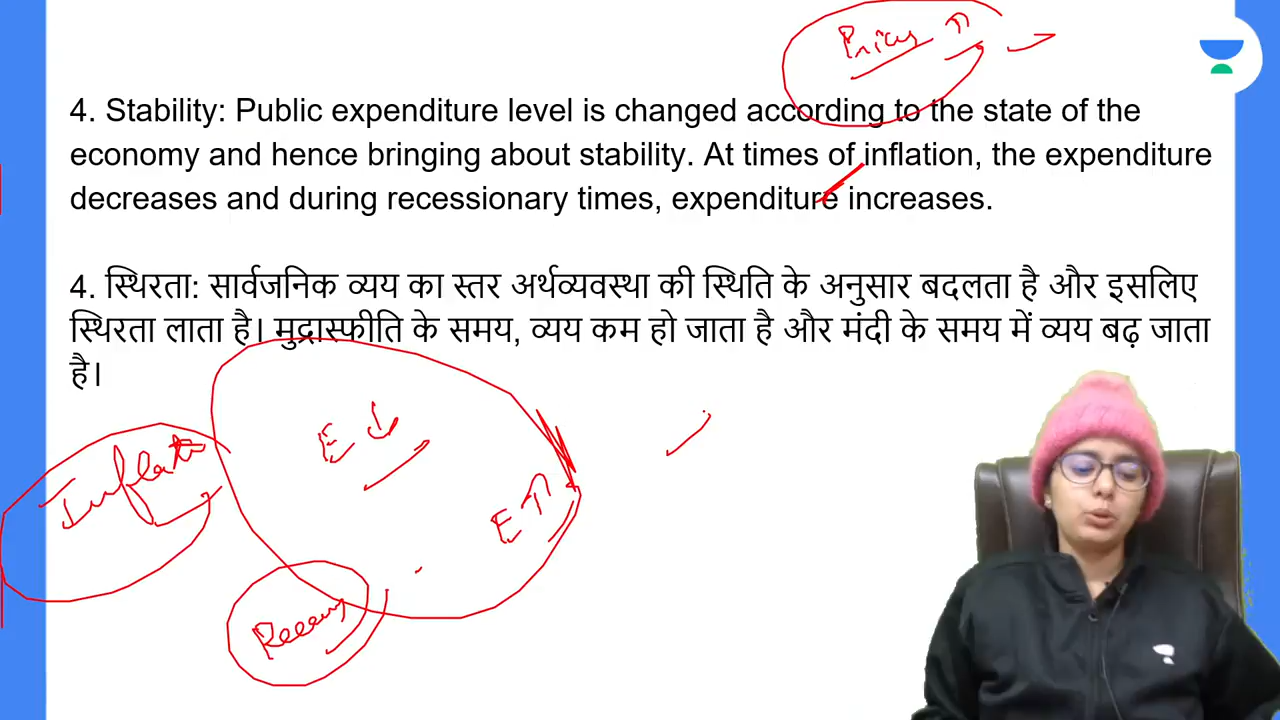 Prices ↑
4. Stability: Public expenditure level is changed according to the state of the
economy and hence bringing about stability. At times of inflation, the expenditure
decreases and during recessionary times, expenditure increases.
4. स्थिरता: सार्वजनिक व्यय का स्तर अर्थव्यवस्था की स्थिति के अनुसार बदलता है और इसलिए
स्थिरता लाता है। मुद्रास्फीति के समय, व्यय कम हो जाता है और मंदी के समय में व्यय बढ़ जाता
है।
E ↓
E ↑